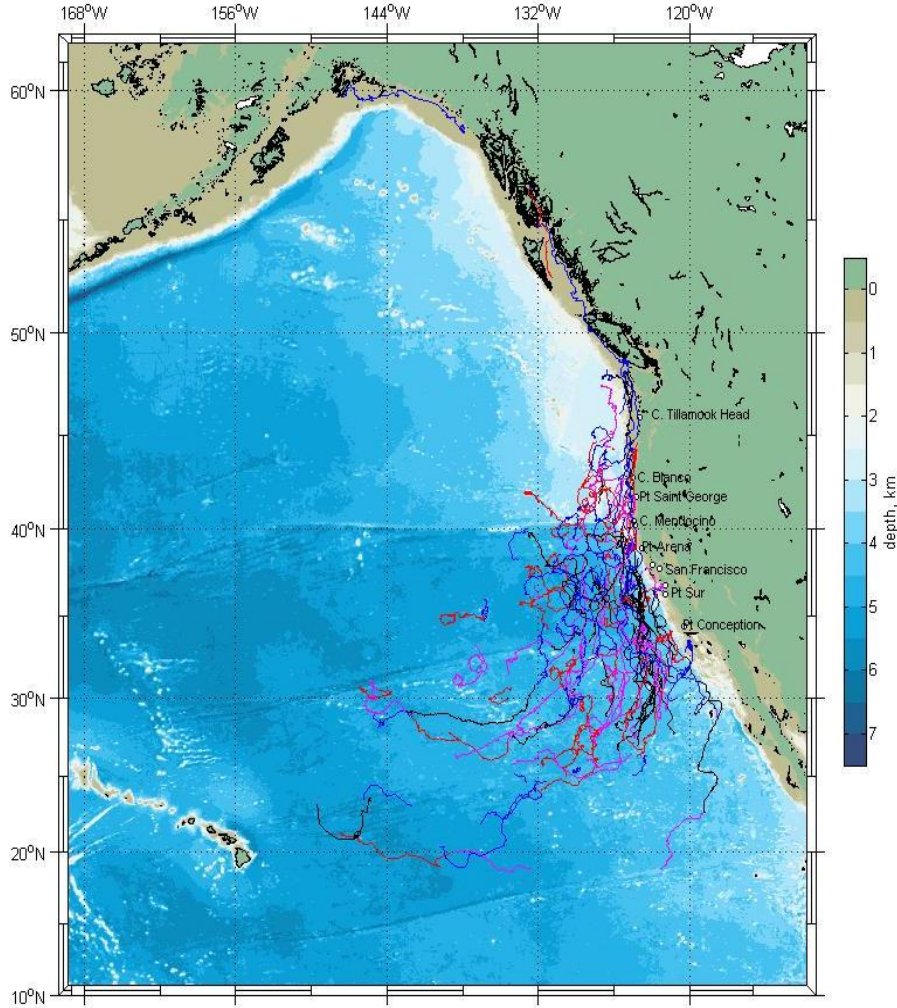 168°W 156°W 144°W 132°W 120°W
60°N
50°N
C. Tillamook Head
C. Blanco
Pt Saint George
40°N
C. Mendocino
Pt Arena
San Francisco
Pt Sur
Pt Conception
30°N
20°N
10°N
0
1
2
3
4
5
6
7
depth, km